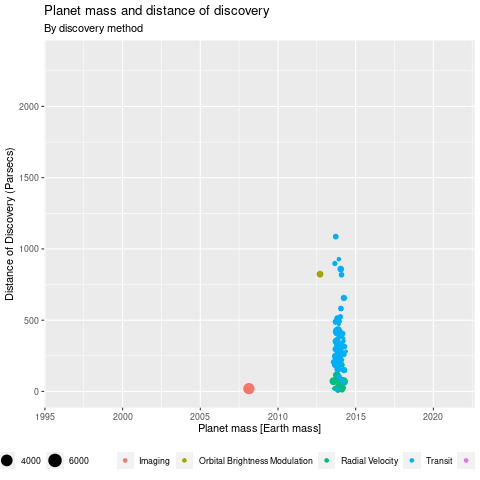 Planet mass and distance of discovery
By discovery method
Distance of Discovery (Parsecs)
2000
1500
1000
500
0
1995 2000 2005 2010 2015 2020
Planet mass [Earth mass]
4000 6000 Imaging Orbital Brightness Modulation Radial Velocity Transit